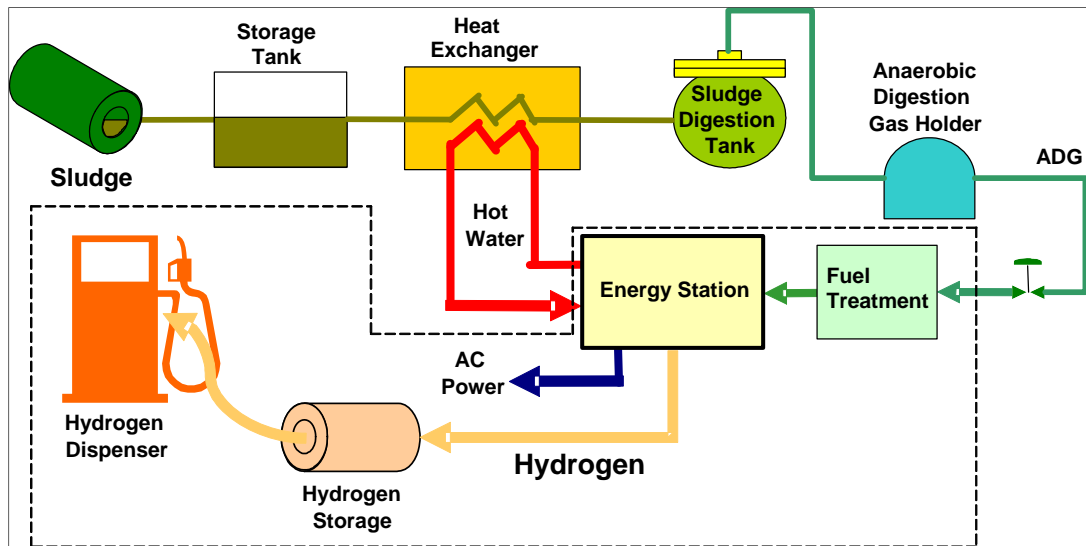 Storage
Tank
Heat
Exchanger
Sludge
Digestion
Tank
Anaerobic
Digestion
Gas Holder
ADG
Sludge
Hot
Water
Energy Station
Fuel
Treatment
AC
Power
Hydrogen
Dispenser
Hydrogen
Hydrogen
Storage